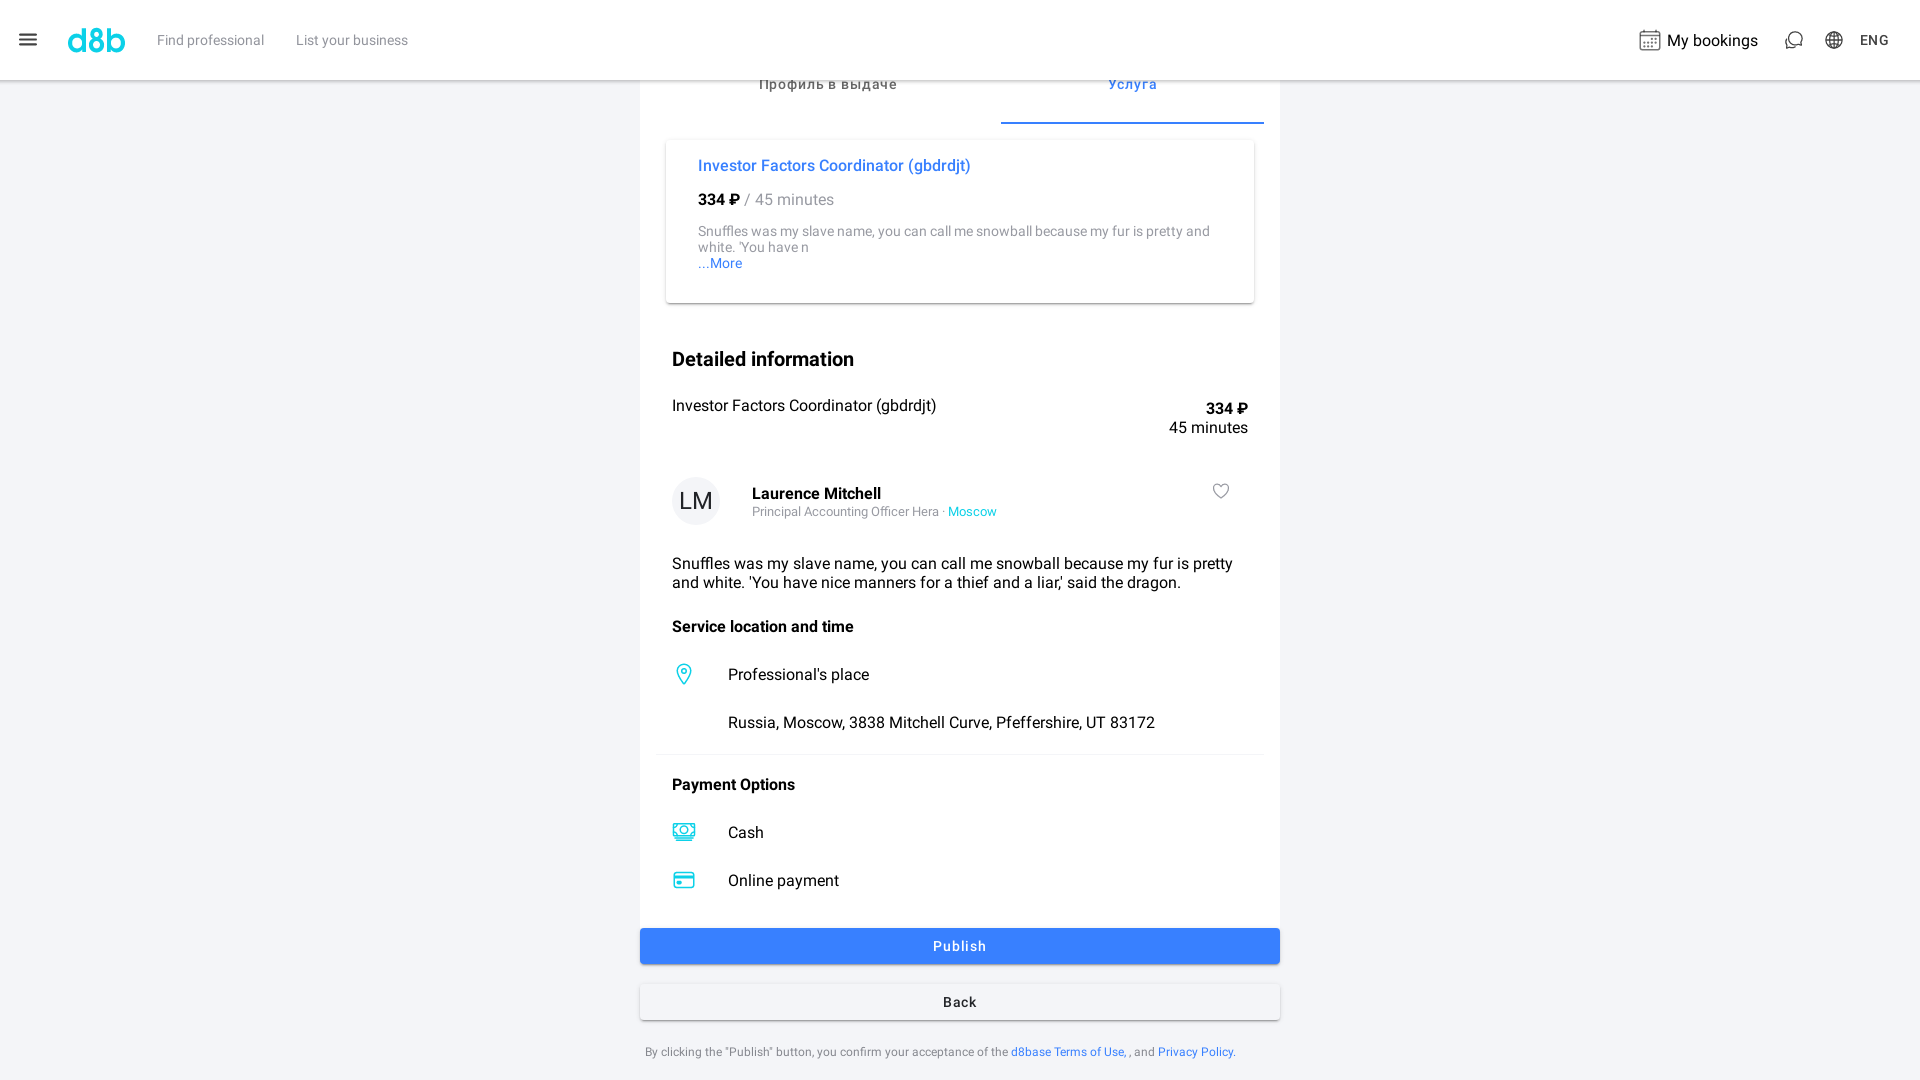 d8b
Find professional
List your business
My bookings
ENG
Профиль в выдаче
Услуга
Investor Factors Coordinator (gbdrdjt)
334 ₽ / 45 minutes
Snuffles was my slave name, you can call me snowball because my fur is pretty and
white. 'You have n
...More
Detailed information
Investor Factors Coordinator (gbdrdjt)
334 ₽
45 minutes
LM
Laurence Mitchell
Principal Accounting Officer Hera · Moscow
Snuffles was my slave name, you can call me snowball because my fur is pretty
and white. 'You have nice manners for a thief and a liar,' said the dragon.
Service location and time
Professional's place
Russia, Moscow, 3838 Mitchell Curve, Pfeffershire, UT 83172
Payment Options
Cash
Online payment
Publish
Back
By clicking the "Publish" button, you confirm your acceptance of the d8base Terms of Use, , and Privacy Policy.